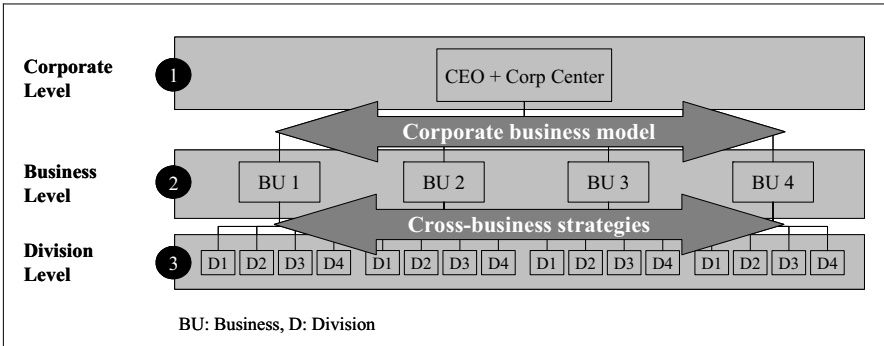 Corporate
Level
1
CEO + Corp Center
Corporate business model
Business
Level
2
BU 1
BU 2
BU 3
BU 4
Cross-business strategies
Division
Level
3
D1 D2 D3 D4 D1 D2 D3 D4 D1 D2 D3 D4 D1 D2 D3 D4
BU: Business, D: Division